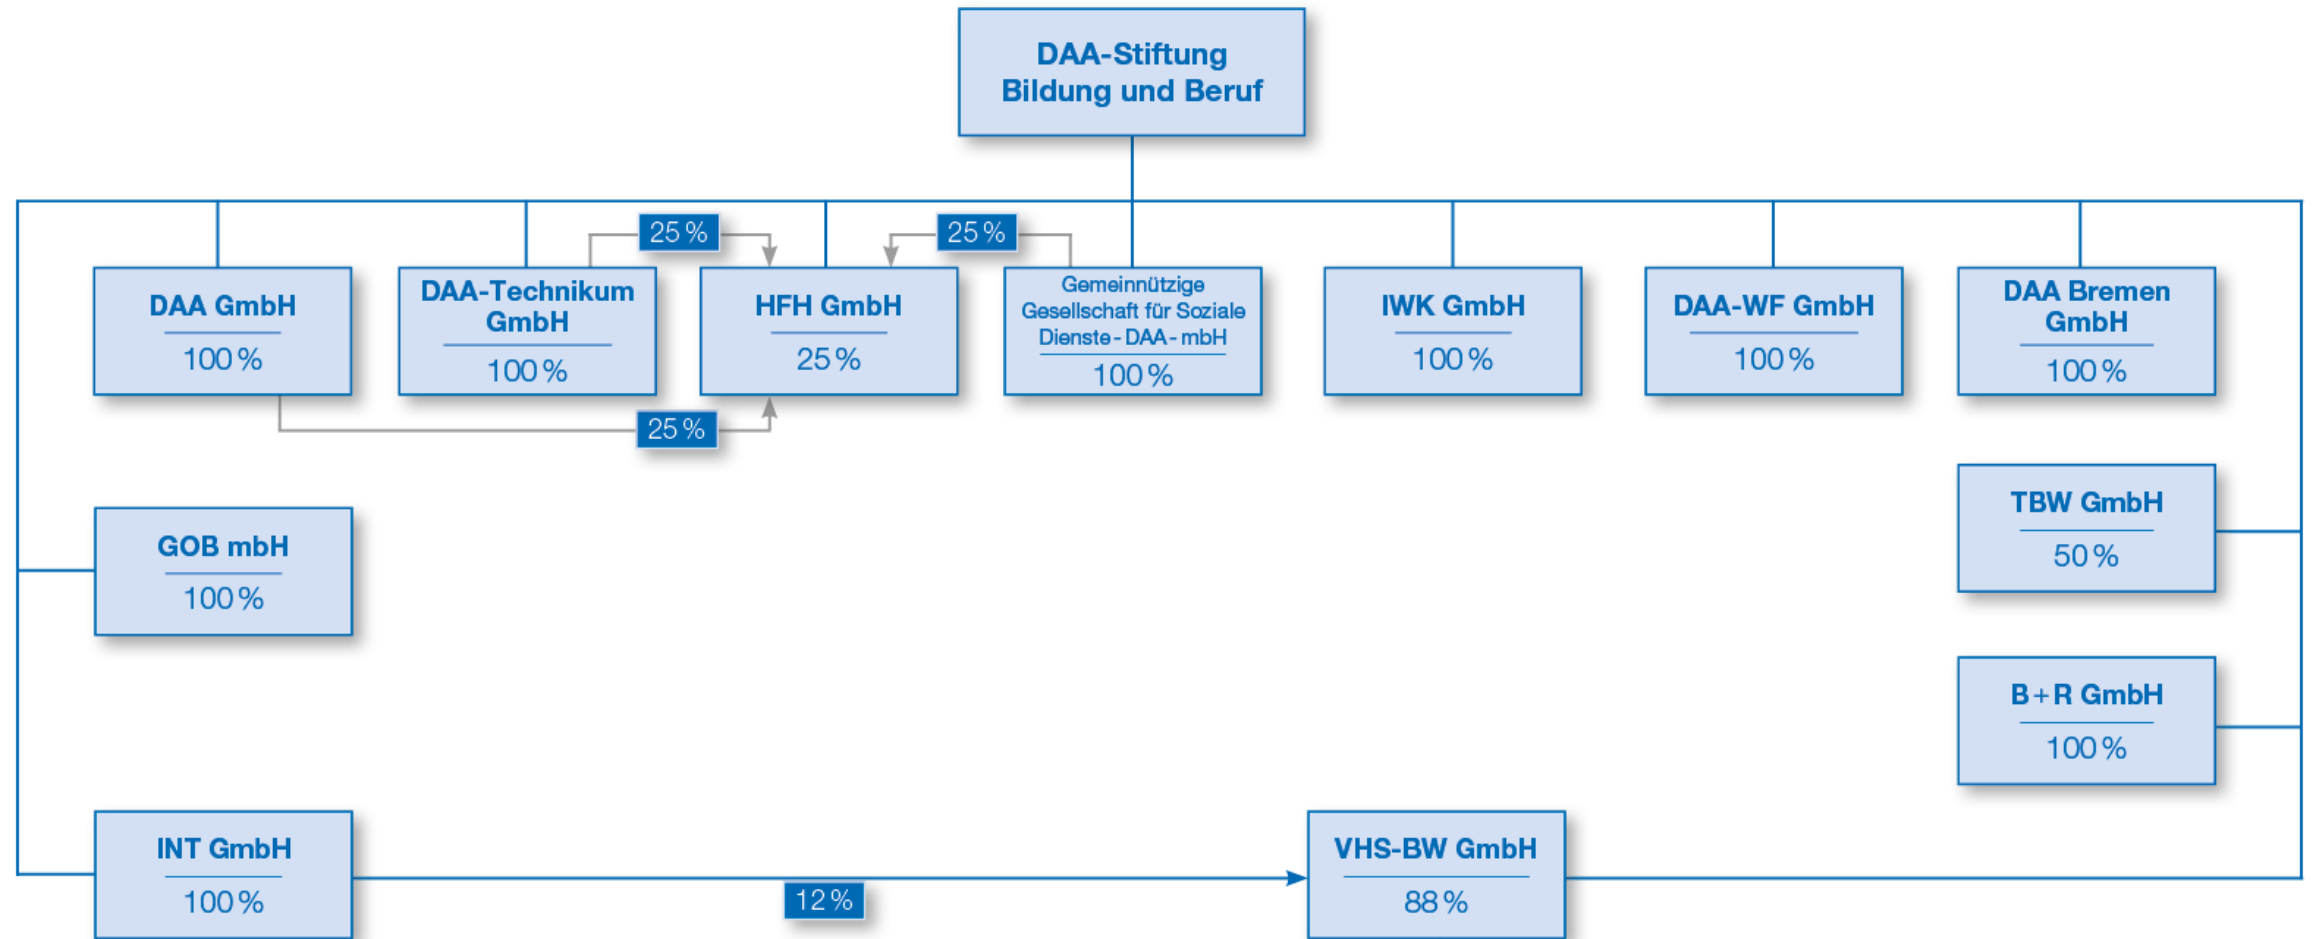 DAA-Stiftung
Bildung und Beruf
25 %
25 %
DAA GmbH
100 %
DAA-Technikum
GmbH
100 %
HFH GmbH
25 %
Gemeinnützige
Gesellschaft für Soziale
Dienste - DAA - mbH
100 %
IWK GmbH
100 %
DAA-WF GmbH
100 %
DAA Bremen
GmbH
100 %
25 %
GOB mbH
100 %
TBW GmbH
50 %
B + R GmbH
100 %
INT GmbH
100 %
12 %
VHS-BW GmbH
88 %